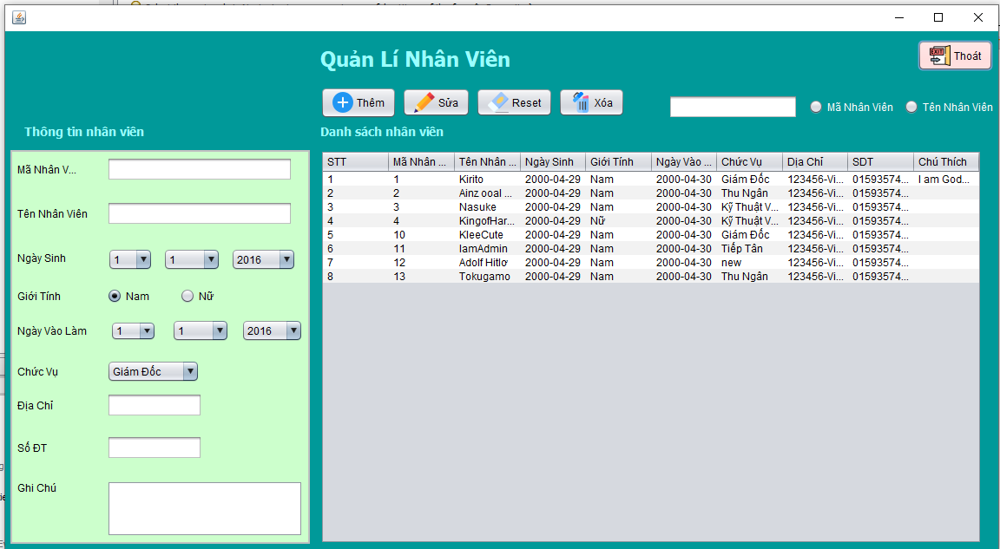 Quản Lí Nhân Viên
Thoát
Thêm Sửa Reset Xóa
Mã Nhân Viên Tên Nhân Viên
Thông tin nhân viên
Danh sách nhân viên
Mã Nhân V...
Tên Nhân Viên
Ngày Sinh 1 1 2016
Giới Tính Nam Nữ
Ngày Vào Làm 1 1 2016
Chức Vụ Giám Đốc
Địa Chỉ
Số ĐT
Ghi Chú
STT Mã Nhân ... Tên Nhân ... Ngày Sinh Giới Tính Ngày Vào ... Chức Vụ Địa Chỉ SDT Chú Thích
1 1 Kirito 2000-04-29 Nam 2000-04-30 Giám Đốc 123456-Vi... 01593574... I am God...
2 2 Ainz ooal ... 2000-04-29 Nam 2000-04-30 Thu Ngân 123456-Vi... 01593574...
3 3 Nasuke 2000-04-29 Nam 2000-04-30 Kỹ Thuật V... 123456-Vi... 01593574...
4 4 KingofHar... 2000-04-29 Nữ 2000-04-30 Kỹ Thuật V... 123456-Vi... 01593574...
5 10 KleeCute 2000-04-29 Nam 2000-04-30 Giám Đốc 123456-Vi... 01593574...
6 11 IamAdmin 2000-04-29 Nam 2000-04-30 Tiếp Tân 123456-Vi... 01593574...
7 12 Adolf Hitlơ 2000-04-29 Nam 2000-04-30 new 123456-Vi... 01593574...
8 13 Tokugamo 2000-04-29 Nam 2000-04-30 Thu Ngân 123456-Vi... 01593574...